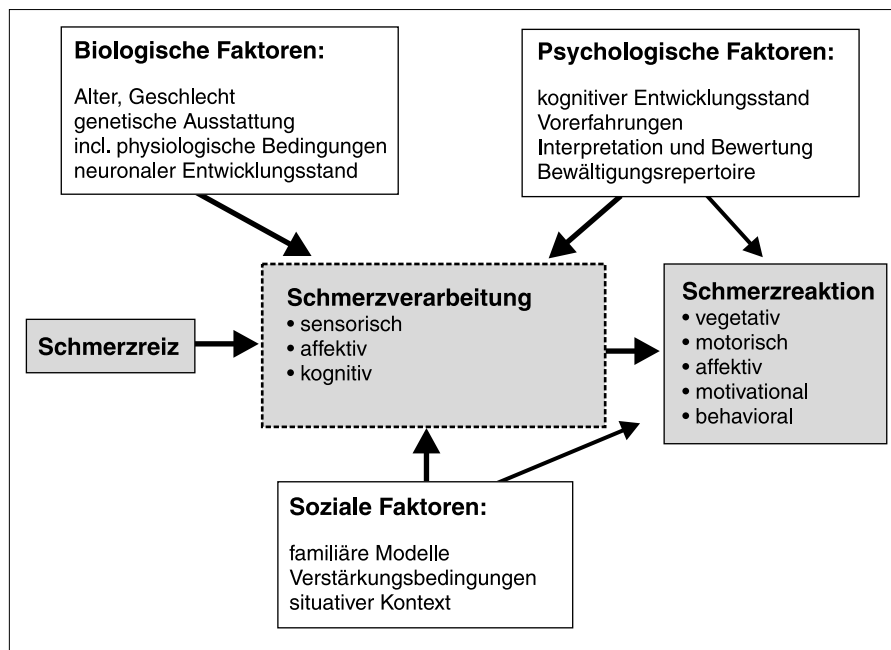 Biologische Faktoren:
Alter, Geschlecht
genetische Ausstattung
incl. physiologische Bedingungen
neuronaler Entwicklungsstand
Psychologische Faktoren:
kognitiver Entwicklungsstand
Vorerfahrungen
Interpretation und Bewertung
Bewältigungsrepertoire
Schmerzreiz
Schmerzverarbeitung
• sensorisch
• affektiv
• kognitiv
Schmerzreaktion
• vegetativ
• motorisch
• affektiv
• motivational
• behavioral
Soziale Faktoren:
familiäre Modelle
Verstärkungsbedingungen
situativer Kontext